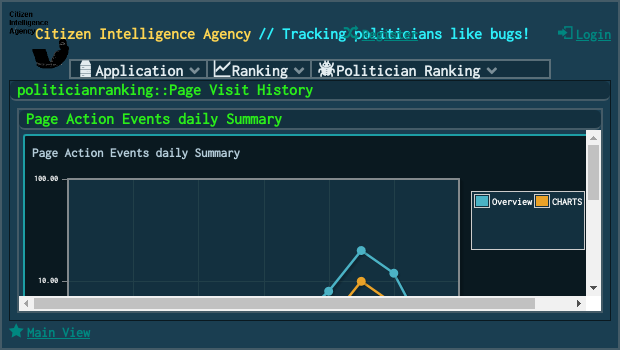 Citizen
Intelligence
Agency
Citizen Intelligence Agency // Tracking politicians like bugs!
Register
Login
Application
Ranking
Politician Ranking
politicianranking::Page Visit History
Page Action Events daily Summary
Page Action Events daily Summary
100.00
10.00
Overview
CHARTS
Main View